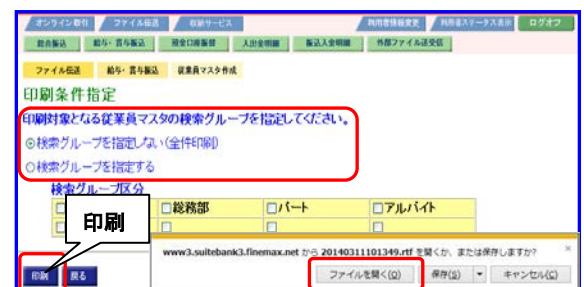 オンライン取引 ファイル伝送 収納サービス 利用者情報変更 利用者ステータス表示 ログオフ
総合振込 給与・賞与振込 預金口座振替 入出金明細 振込入金明細 外部ファイル送受信
ファイル伝送 給与・賞与振込 従業員マスタ作成
印刷条件指定
印刷対象となる従業員マスタの検索グループを指定してください。
検索グループを指定しない(全件印刷)
検索グループを指定する
検索グループ区分
総務部 パート アルバイト
印刷
www3.suitebank3.finemax.net から 20140311101349.rtf を開くか、または保存しますか? ×
印刷 戻る ファイルを開く(O) 保存(S) ▼ キャンセル(C)